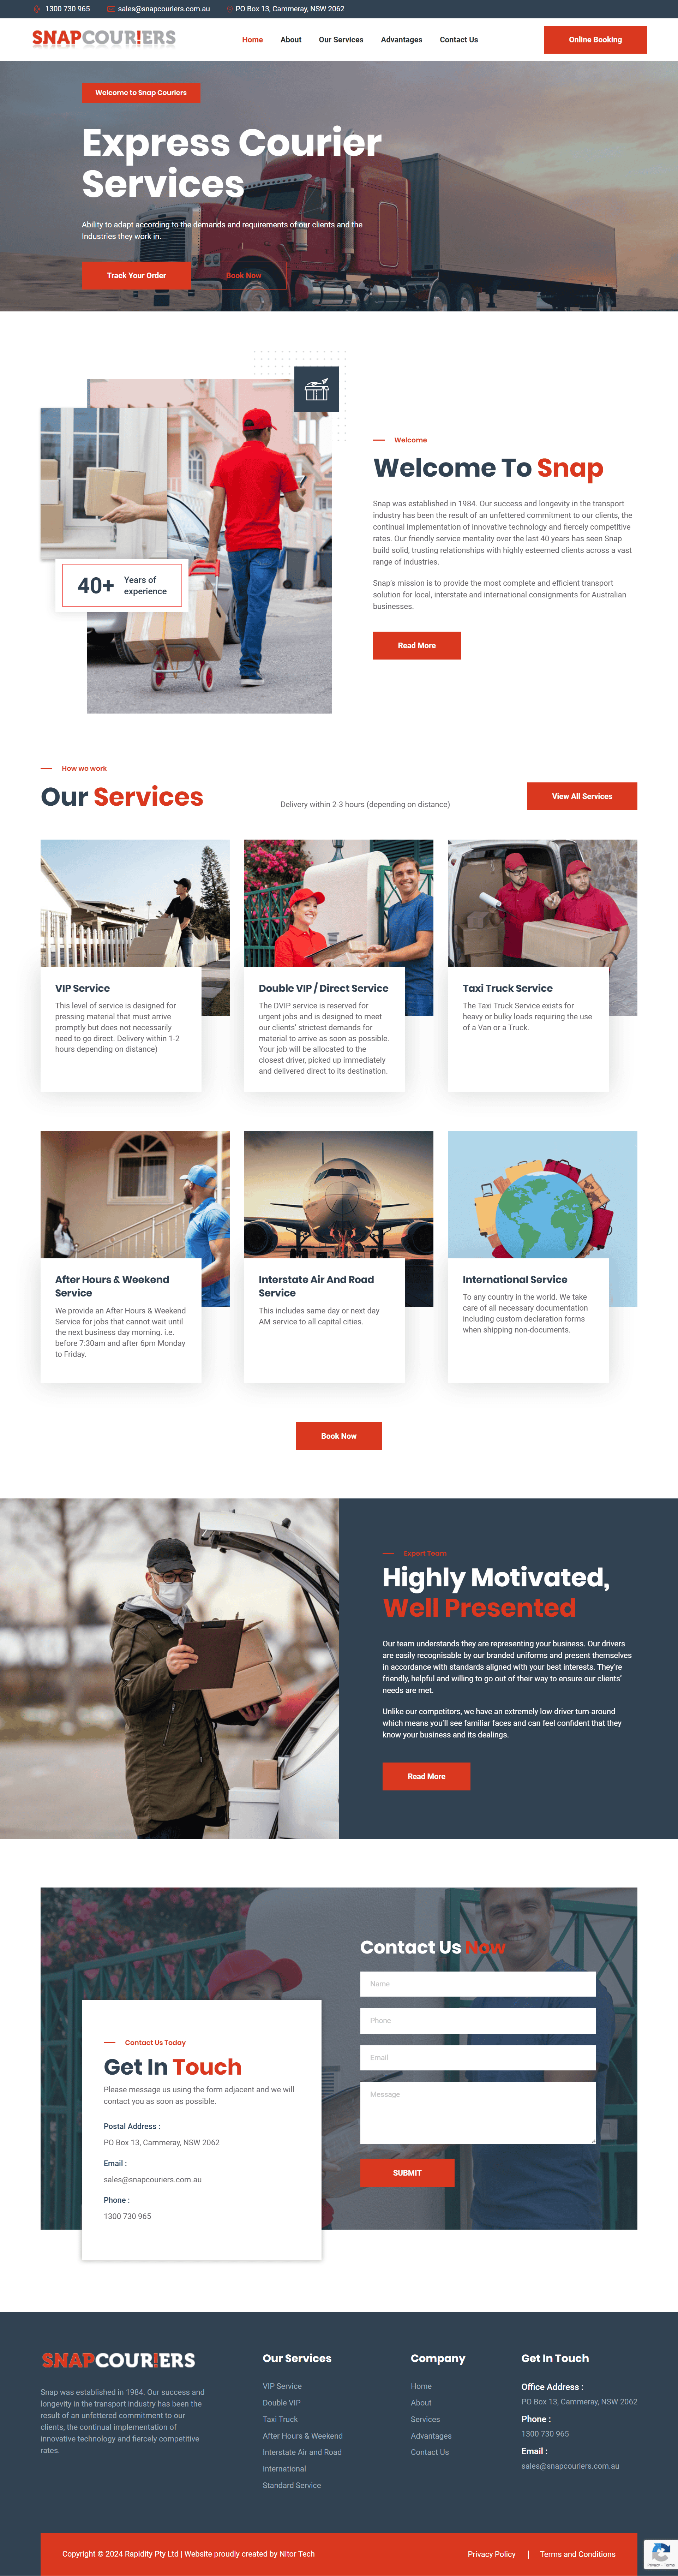 1300 730 965 sales@snapcouriers.com.au PO Box 13, Cammeray, NSW 2062
SNAPCOUR!ERS Home About Our Services Advantages Contact Us Online Booking
Welcome to Snap Couriers
Express Courier
Services
Ability to adapt according to the demands and requirements of our clients and the
Industries they work in.
Track Your Order Book Now
40+ Years of
experience
Welcome
Welcome To Snap
Snap was established in 1984. Our success and longevity in the transport
industry has been the result of an unfettered commitment to our clients, the
continual implementation of innovative technology and fiercely competitive
rates. Our friendly service mentality over the last 40 years has seen Snap
build solid, trusting relationships with highly esteemed clients across a vast
range of industries.
Snap's mission is to provide the most complete and efficient transport
solution for local, interstate and international consignments for Australian
businesses.
Read More
How we work
Our Services
Delivery within 2-3 hours (depending on distance)
View All Services
VIP Service
This level of service is designed for
pressing material that must arrive
promptly but does not necessarily
need to go direct. Delivery within 1-2
hours depending on distance)
Double VIP / Direct Service
The DVIP service is reserved for
urgent jobs and is designed to meet
our clients' strictest demands for
material to arrive as soon as possible.
Your job will be allocated to the
closest driver, picked up immediately
and delivered direct to its destination.
Taxi Truck Service
The Taxi Truck Service exists for
heavy or bulky loads requiring the use
of a Van or a Truck.
After Hours & Weekend
Service
We provide an After Hours & Weekend
Service for jobs that cannot wait until
the next business day morning. i.e.
before 7:30am and after 6pm Monday
to Friday.
Interstate Air And Road
Service
This includes same day or next day
AM service to all capital cities.
International Service
To any country in the world. We take
care of all necessary documentation
including custom declaration forms
when shipping non-documents.
Book Now
Expert Team
Highly Motivated,
Well Presented
Our team understands they are representing your business. Our drivers
are easily recognisable by our branded uniforms and present themselves
in accordance with standards aligned with your best interests. They're
friendly, helpful and willing to go out of their way to ensure our clients'
needs are met.
Unlike our competitors, we have an extremely low driver turn-around
which means you'll see familiar faces and can feel confident that they
know your business and its dealings.
Read More
Contact Us Today
Get In Touch
Please message us using the form adjacent and we will
contact you as soon as possible.
Postal Address :
PO Box 13, Cammeray, NSW 2062
Email :
sales@snapcouriers.com.au
Phone :
1300 730 965
Contact Us Now
Name
Phone
Email
Message
SUBMIT
SNAPCOUR!ERS
Snap was established in 1984. Our success and
longevity in the transport industry has been the
result of an unfettered commitment to our
clients, the continual implementation of
innovative technology and fiercely competitive
rates.
Our Services
VIP Service
Double VIP
Taxi Truck
After Hours & Weekend
Interstate Air and Road
International
Standard Service
Company
Home
About
Services
Advantages
Contact Us
Get In Touch
Office Address :
PO Box 13, Cammeray, NSW 2062
Phone :
1300 730 965
Email :
sales@snapcouriers.com.au
Copyright © 2024 Rapidity Pty Ltd | Website proudly created by Nitor Tech
Privacy Policy | Terms and Conditions
Privacy - Terms